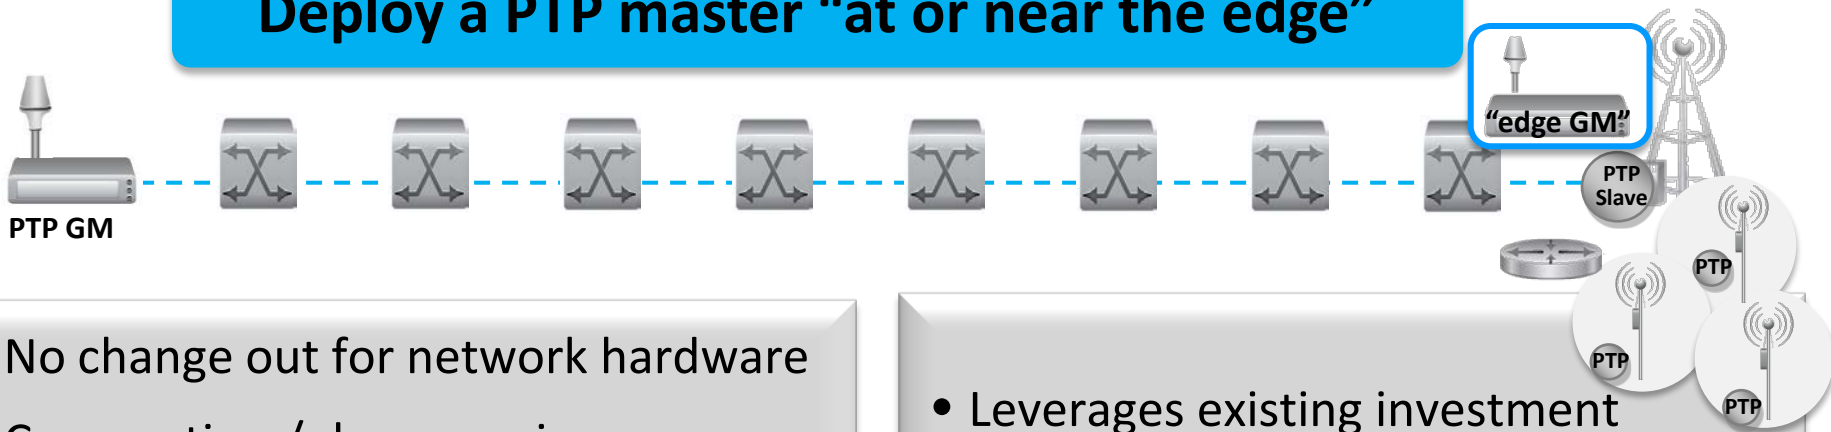 Deploy a PTP master “at or near the edge”
“edge GM”
PTP
Slave
PTP GM
PTP
PTP
PTP
No change out for network hardware
• Leverages existing investment